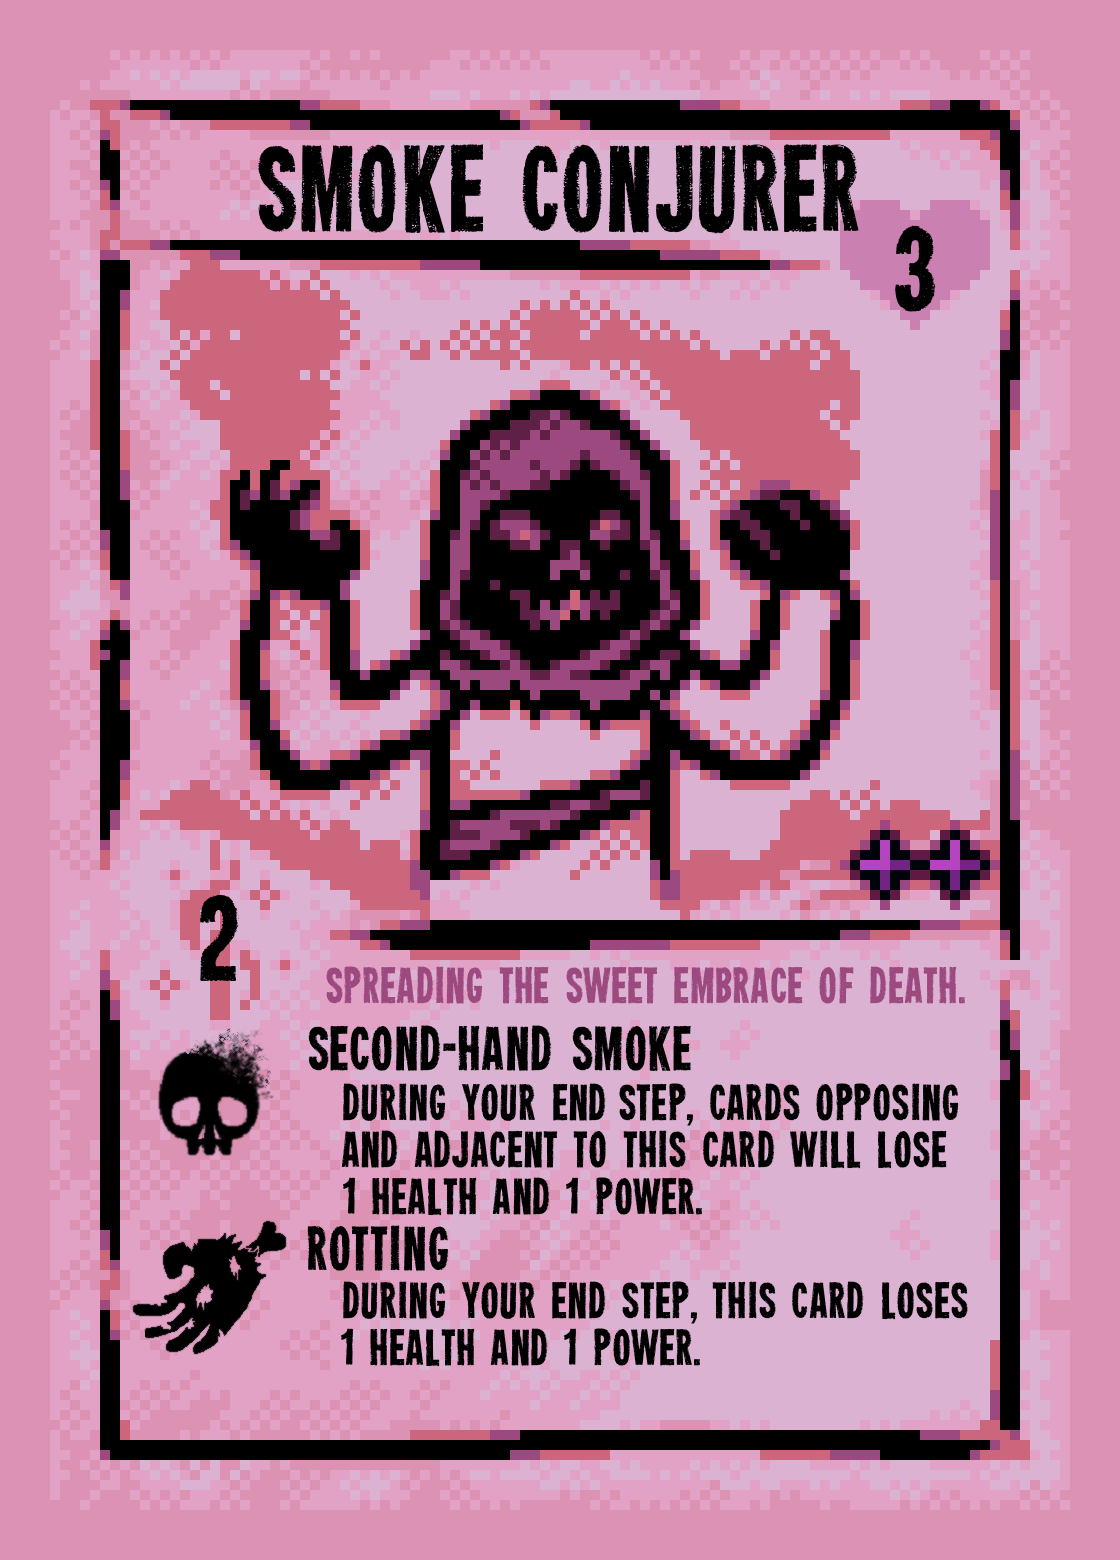 SMOKE CONJURER
3
2
SPREADING THE SWEET EMBRACE OF DEATH.
SECOND-HAND SMOKE
DURING YOUR END STEP, CARDS OPPOSING
AND ADJACENT TO THIS CARD WILL LOSE
1 HEALTH AND 1 POWER.
ROTTING
DURING YOUR END STEP, THIS CARD LOSES
1 HEALTH AND 1 POWER.